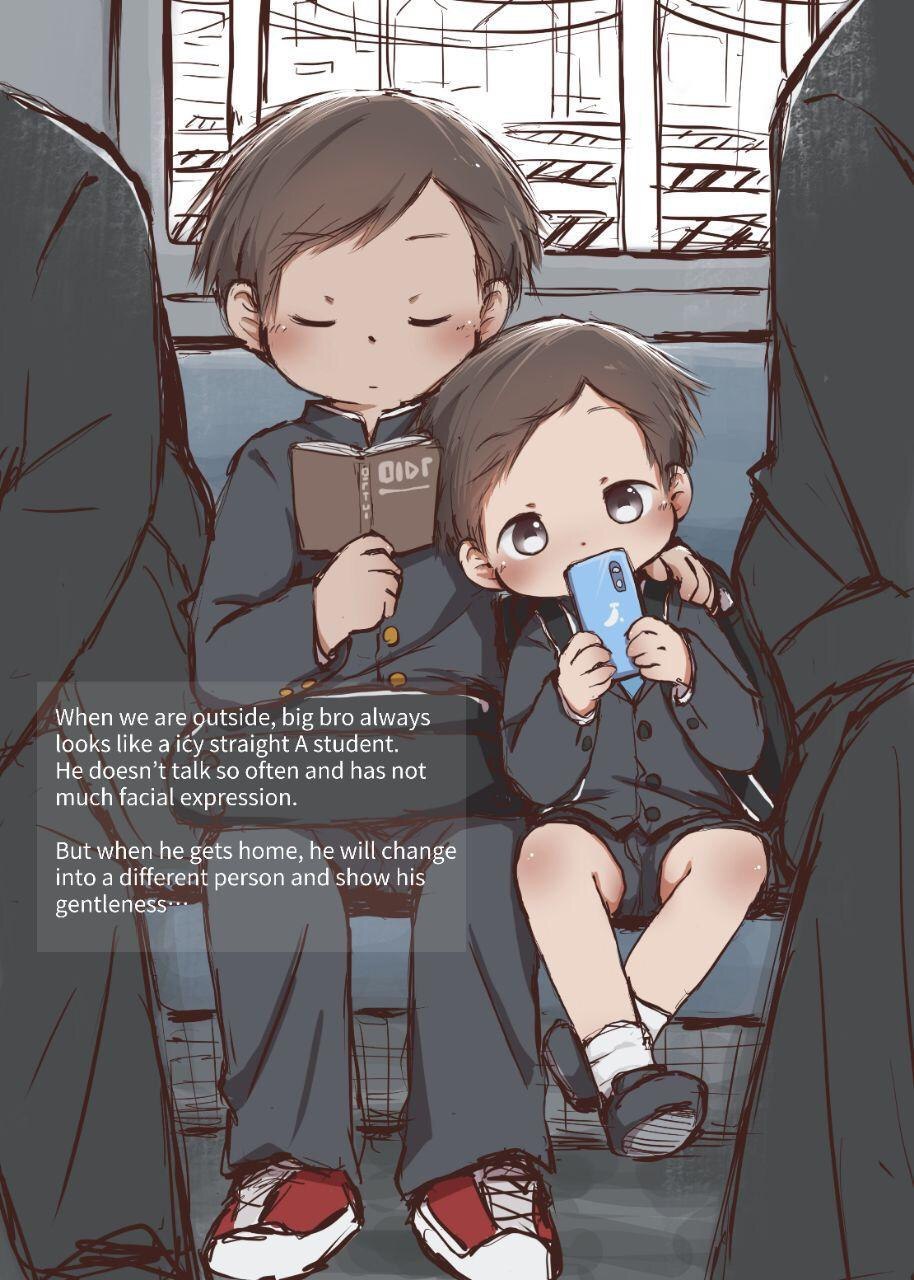 OIDГ
When we are outside, big bro always
looks like a icy straight A student.
He doesn't talk so often and has not
much facial expression.
But when he gets home, he will change
into a different person and show his
gentleness…